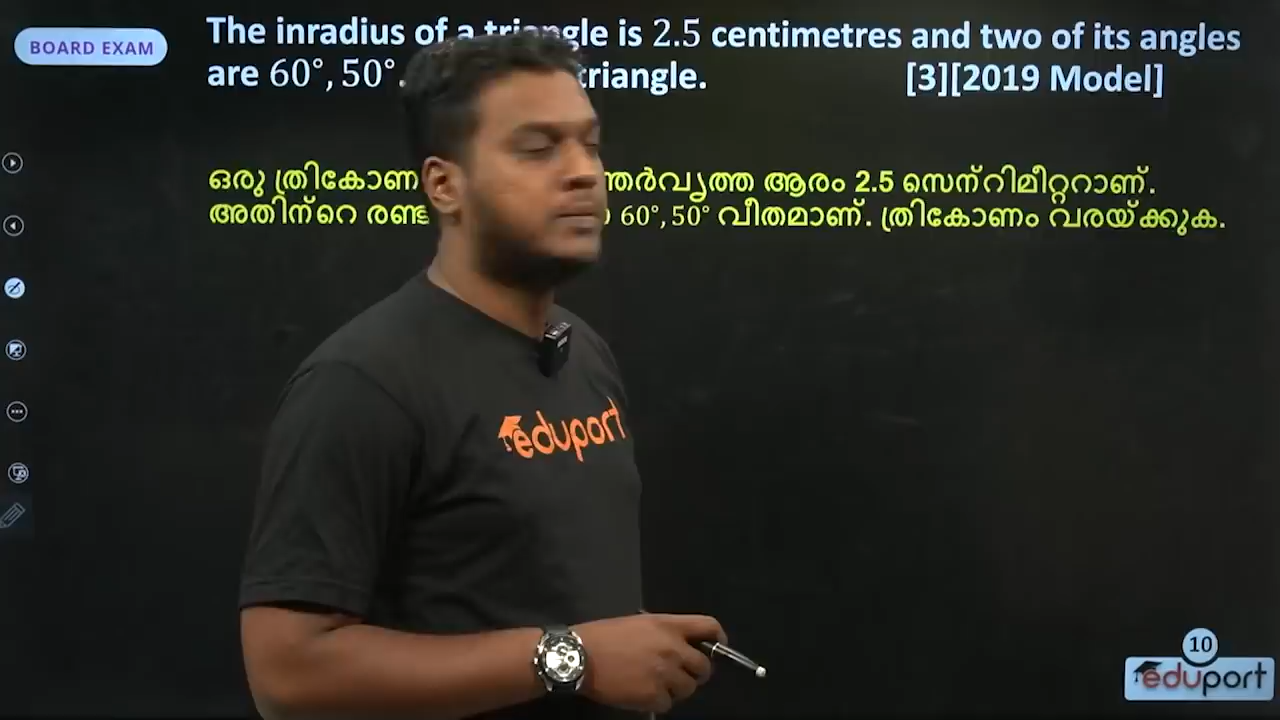 BOARD EXAM
The inradius of a triangle is 2.5 centimetres and two of its angles
are 60°, 50°. triangle. [3][2019 Model]
ഒരു ആരം 2.5 സെന്റിമീറ്ററാണ്.
അതിന്റെ 60°, 50° വീതമാണ്. ത്രികോണം വരയ്ക്കുക.
eduport
10
eduport